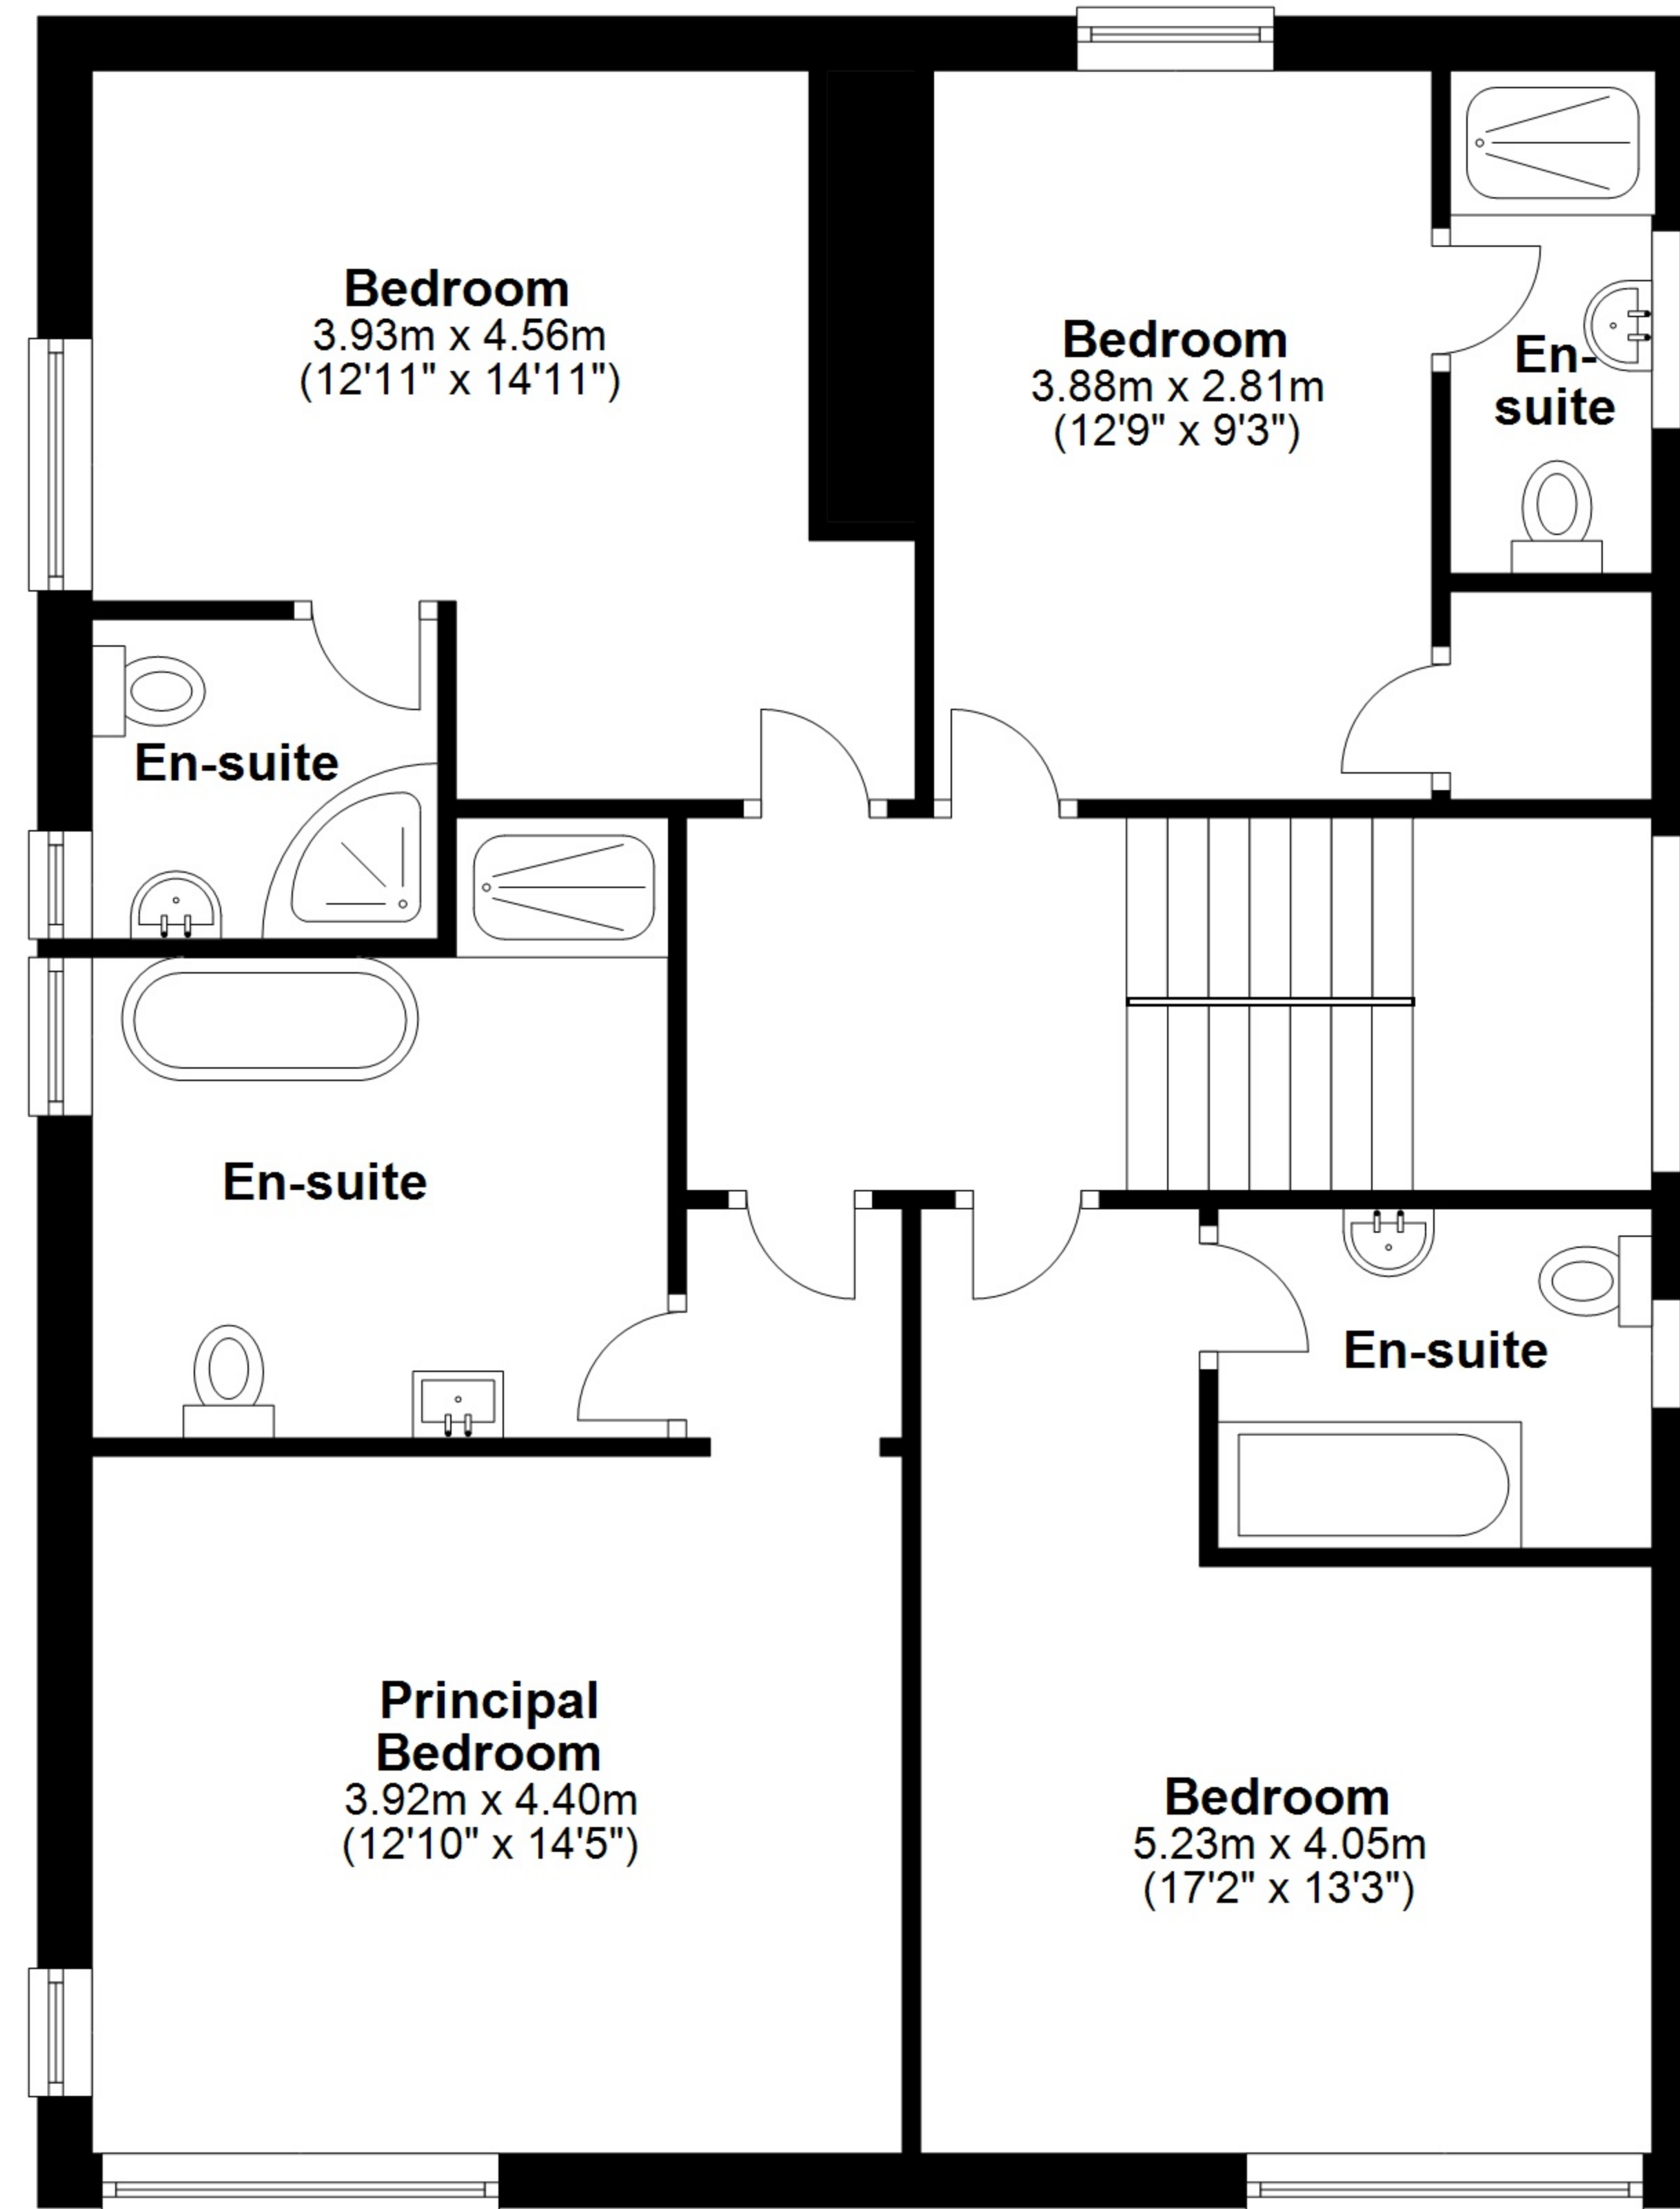 Bedroom
3.93m x 4.56m
(12'11" x 14'11")
Bedroom
3.88m x 2.81m
(12'9" x 9'3")
En-
suite
En-suite
En-suite
En-suite
Principal
Bedroom
3.92m x 4.40m
(12'10" x 14'5")
Bedroom
5.23m x 4.05m
(17'2" x 13'3")